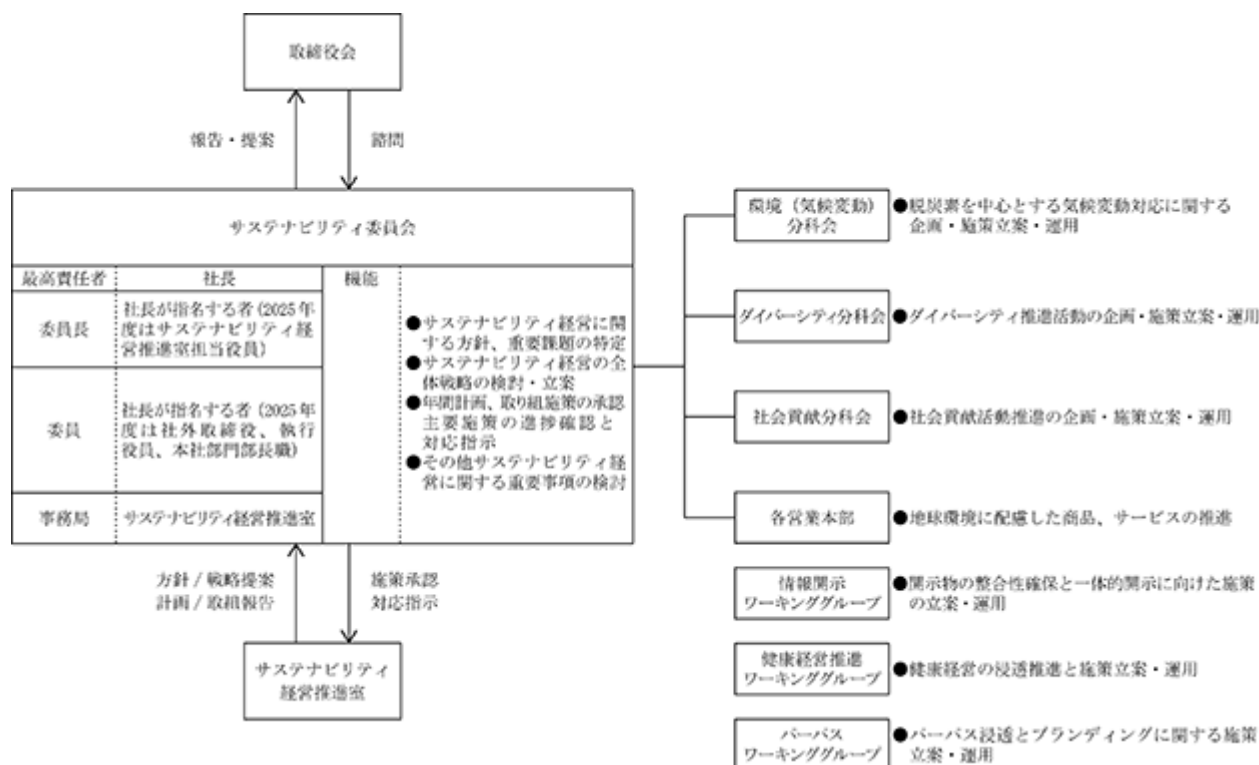 取締役会
報告・提案
諮問
サステナビリティ委員会
最高責任者
社長
機能
委員長
社長が指名する者(2025年
度はサステナビリティ経
営推進室担当役員)
委員
社長が指名する者(2025年
度は社外取締役、執行
役員、本社部門部長職)
事務局
サステナビリティ経営推進室
●サステナビリティ経営に関
する方針、重要課題の特定
●サステナビリティ経営の全
体戦略の検討・立案
●年間計画、取り組施策の承認
主要施策の進捗確認と
対応指示
●その他サステナビリティ経
営に関する重要事項の検討
方針/戦略提案
計画/取組報告
施策承認
対応指示
サステナビリティ
経営推進室
環境(気候変動)
分科会
●脱炭素を中心とする気候変動対応に関する
企画・施策立案・運用
ダイバーシティ分科会
●ダイバーシティ推進活動の企画・施策立案・運用
社会貢献分科会
●社会貢献活動推進の企画・施策立案・運用
各営業本部
●地球環境に配慮した商品、サービスの推進
情報開示
ワーキンググループ
●開示物の整合性確保と一体的開示に向けた施策
の立案・運用
健康経営推進
ワーキンググループ
●健康経営の浸透推進と施策立案・運用
パーパス
ワーキンググループ
●パーパス浸透とブランディングに関する施策
立案・運用